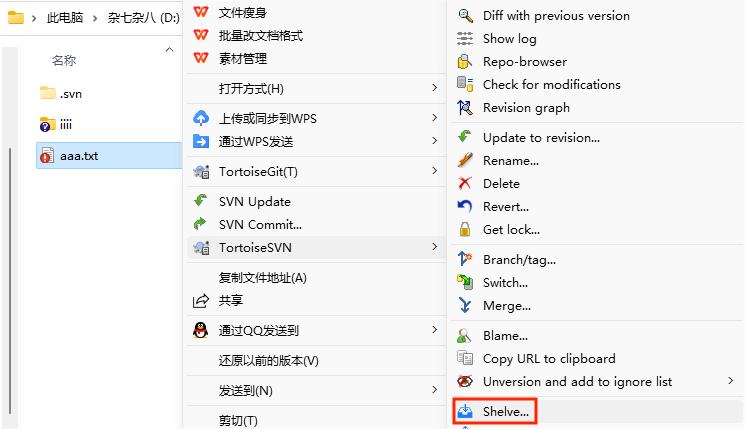 此电脑 > 杂七杂八 (D:)
名称
.svn
iiii
aaa.txt
文件瘦身
批量改文档格式
素材管理
打开方式(H)
上传或同步到WPS
通过WPS发送
TortoiseGit(T)
SVN Update
SVN Commit...
TortoiseSVN
复制文件地址(A)
共享
通过QQ发送到
还原以前的版本(V)
发送到(N)
剪切(T)
Diff with previous version
Show log
Repo-browser
Check for modifications
Revision graph
Update to revision...
Rename...
Delete
Revert...
Get lock...
Branch/tag...
Switch...
Merge...
Blame...
Copy URL to clipboard
Unversion and add to ignore list
Shelve...